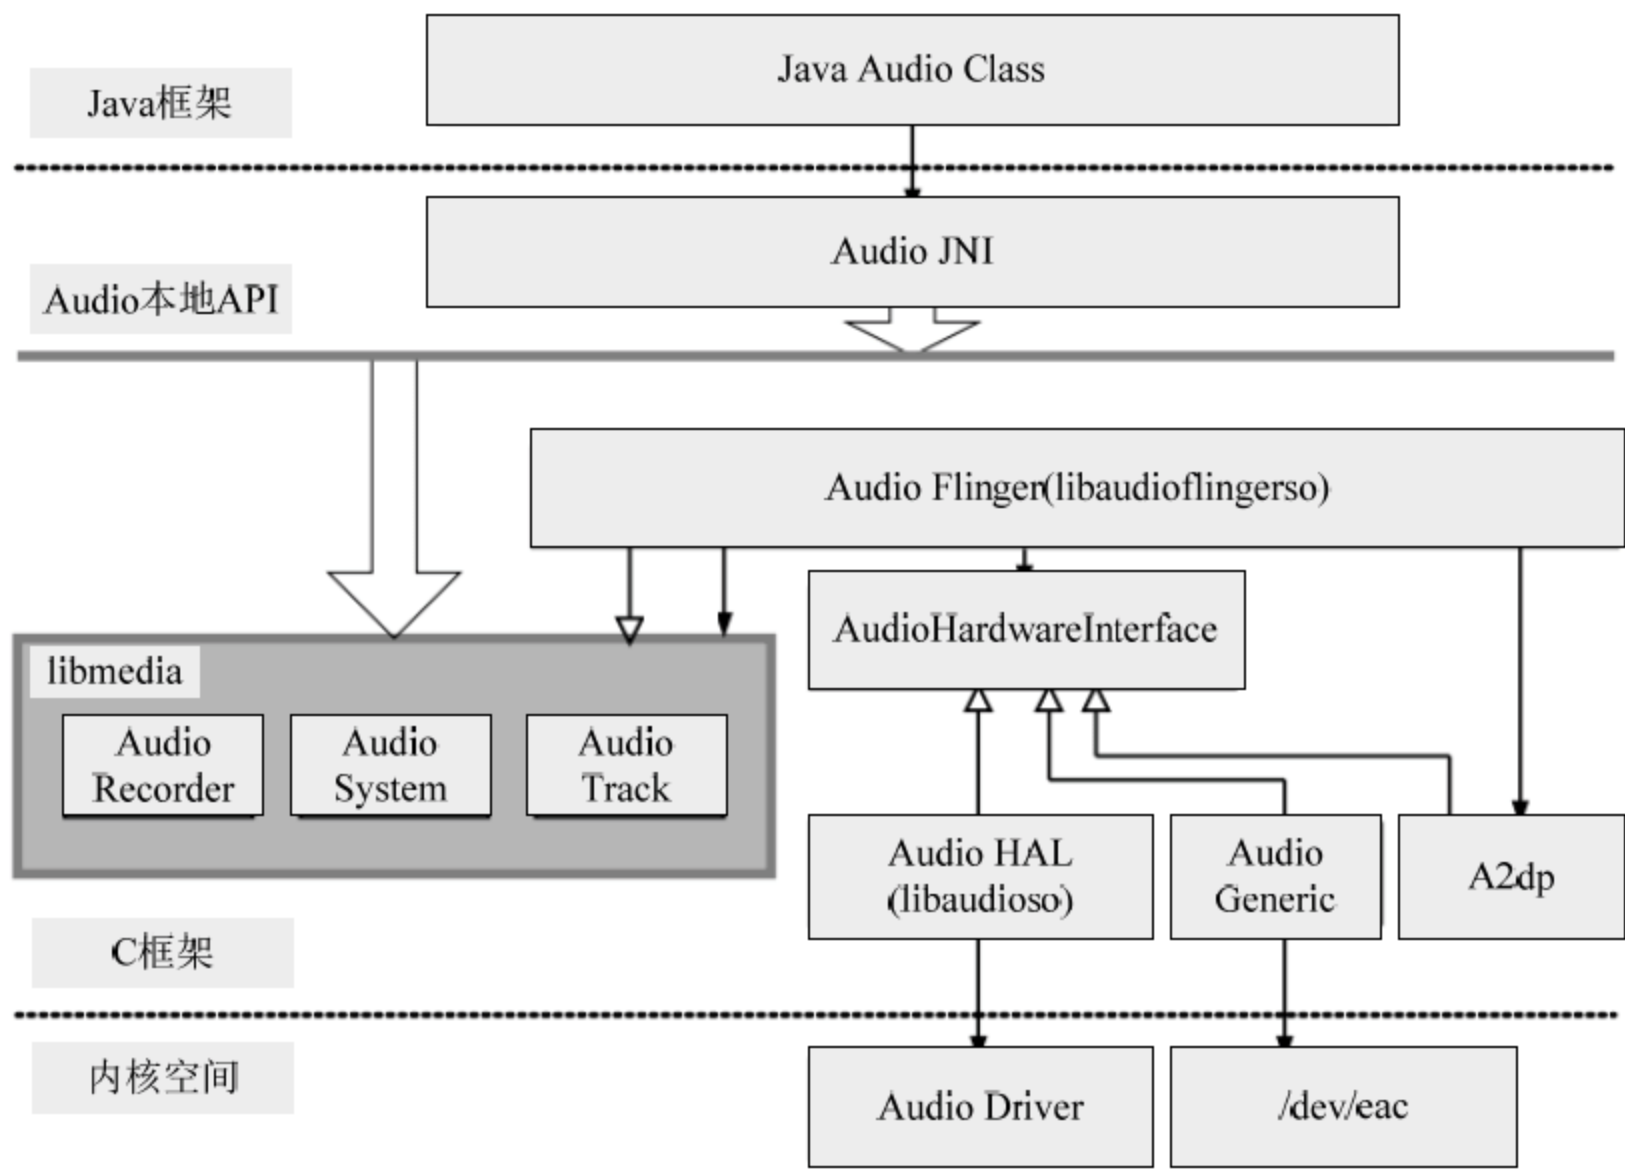 Java Audio Class
Java框架
Audio JNI
Audio本地API
Audio Flinger(libaudioflingerso)
AudioHardwareInterface
libmedia
Audio
Recorder
Audio
System
Audio
Track
Audio HAL
(libaudioso)
Audio
Generic
A2dp
C框架
内核空间
Audio Driver
/dev/eac